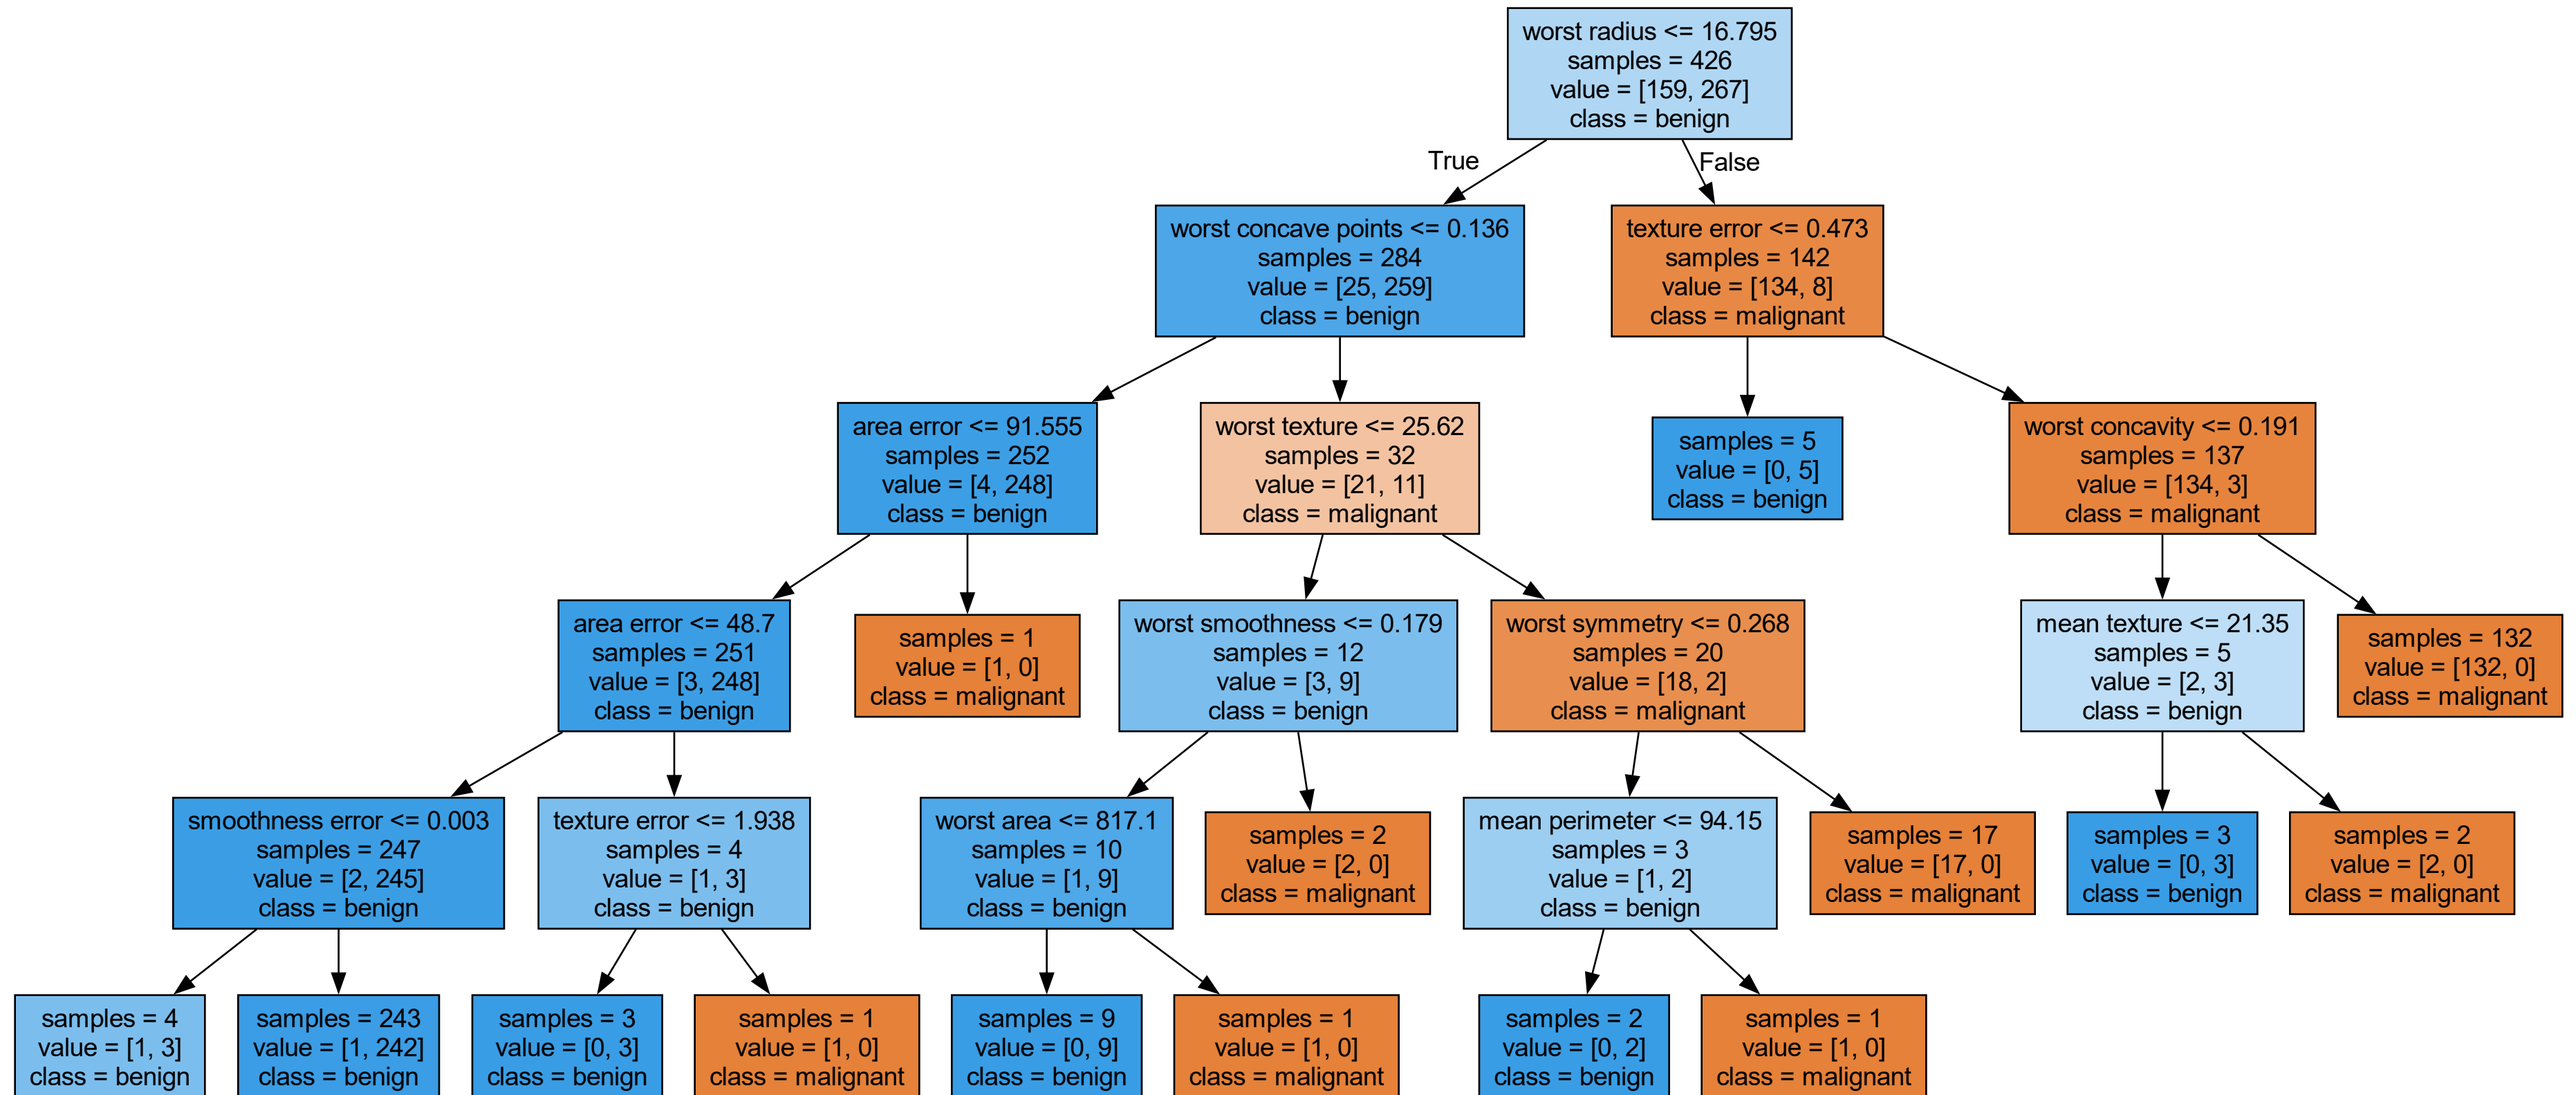 worst radius <= 16.795
samples = 426
value = [159, 267]
class = benign
True
False
worst concave points <= 0.136
samples = 284
value = [25, 259]
class = benign
texture error <= 0.473
samples = 142
value = [134, 8]
class = malignant
area error <= 91.555
samples = 252
value = [4, 248]
class = benign
worst texture <= 25.62
samples = 32
value = [21, 11]
class = malignant
samples = 5
value = [0, 5]
class = benign
worst concavity <= 0.191
samples = 137
value = [134, 3]
class = malignant
area error <= 48.7
samples = 251
value = [3, 248]
class = benign
samples = 1
value = [1, 0]
class = malignant
worst smoothness <= 0.179
samples = 12
value = [3, 9]
class = benign
worst symmetry <= 0.268
samples = 20
value = [18, 2]
class = malignant
mean texture <= 21.35
samples = 5
value = [2, 3]
class = benign
samples = 132
value = [132, 0]
class = malignant
smoothness error <= 0.003
samples = 247
value = [2, 245]
class = benign
texture error <= 1.938
samples = 4
value = [1, 3]
class = benign
worst area <= 817.1
samples = 10
value = [1, 9]
class = benign
samples = 2
value = [2, 0]
class = malignant
mean perimeter <= 94.15
samples = 3
value = [1, 2]
class = benign
samples = 17
value = [17, 0]
class = malignant
samples = 3
value = [0, 3]
class = benign
samples = 2
value = [2, 0]
class = malignant
samples = 4
value = [1, 3]
class = benign
samples = 243
value = [1, 242]
class = benign
samples = 3
value = [0, 3]
class = benign
samples = 1
value = [1, 0]
class = malignant
samples = 9
value = [0, 9]
class = benign
samples = 1
value = [1, 0]
class = malignant
samples = 2
value = [0, 2]
class = benign
samples = 1
value = [1, 0]
class = malignant